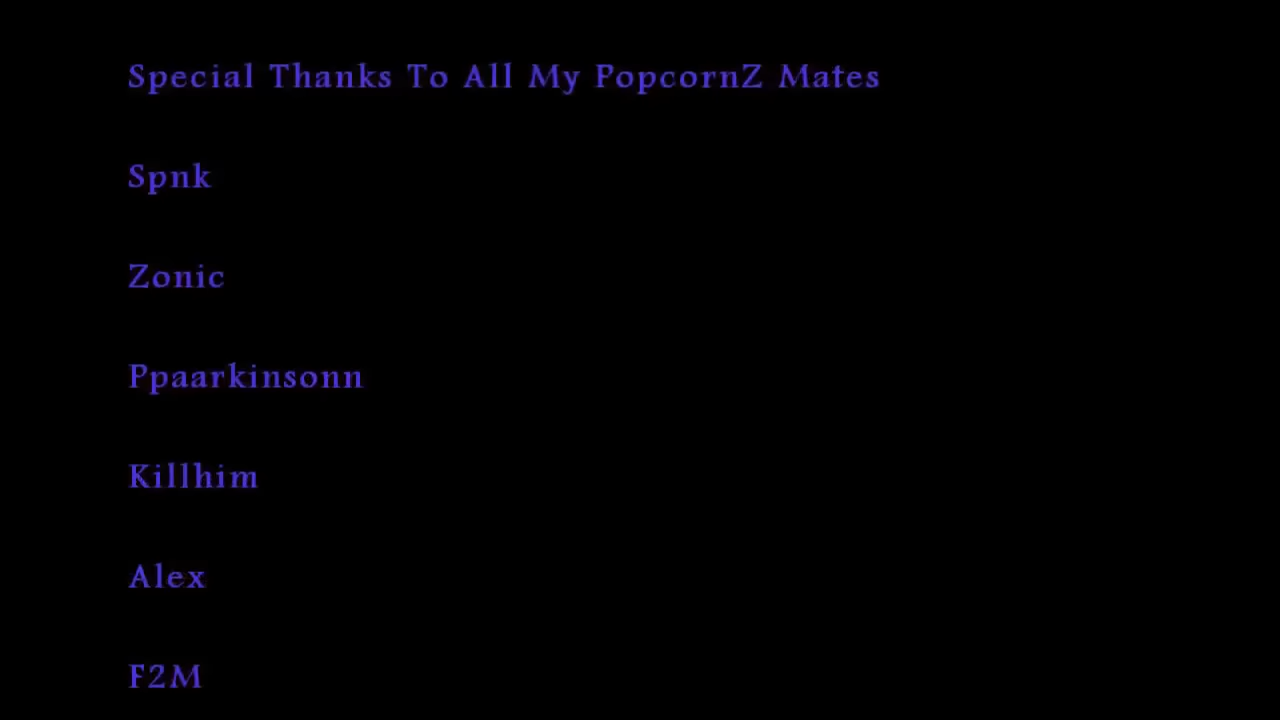 Special Thanks To All My PopcornZ Mates
Spnk
Zonic
Ppaarkinsonn
Killhim
Alex
F2M